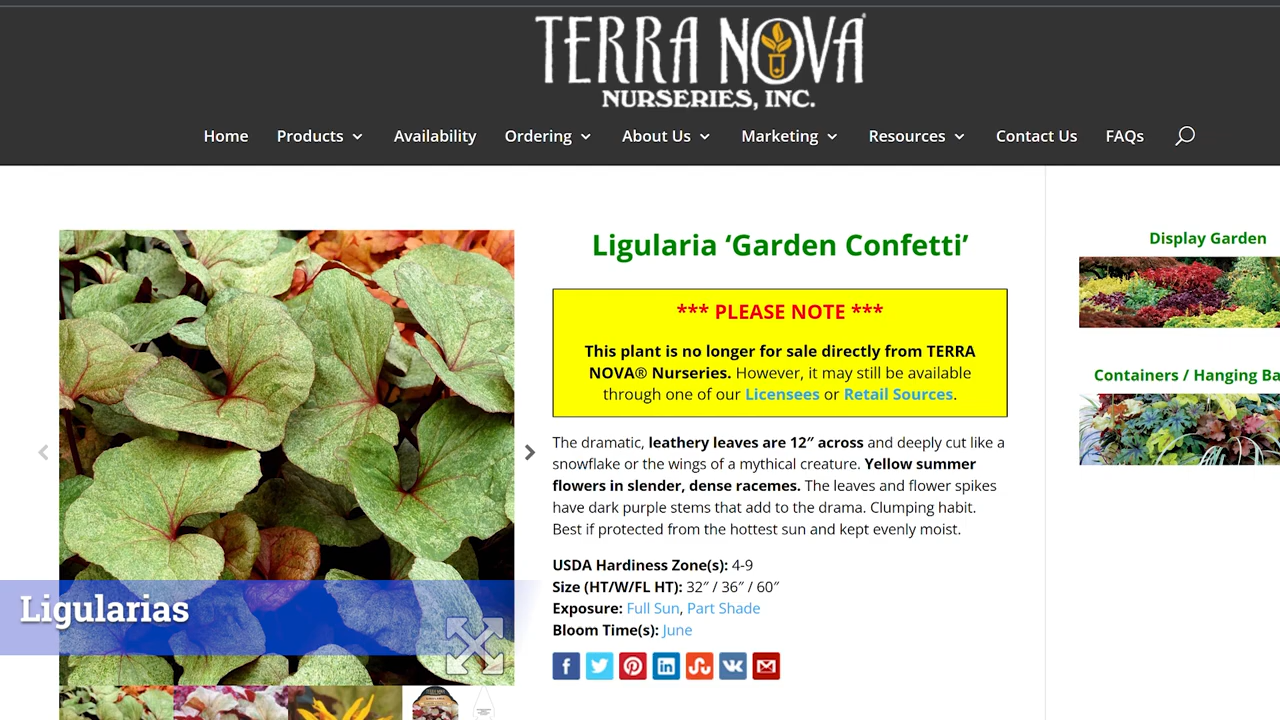 TERRA NOVA
NURSERIES, INC.
Home Products Availability Ordering About Us Marketing Resources Contact Us FAQs
Ligularia ‘Garden Confetti’
*** PLEASE NOTE ***
This plant is no longer for sale directly from TERRA
NOVA® Nurseries. However, it may still be available
through one of our Licensees or Retail Sources.
The dramatic, leathery leaves are 12″ across and deeply cut like a
snowflake or the wings of a mythical creature. Yellow summer
flowers in slender, dense racemes. The leaves and flower spikes
have dark purple stems that add to the drama. Clumping habit.
Best if protected from the hottest sun and kept evenly moist.
USDA Hardiness Zone(s): 4-9
Size (HT/W/FL HT): 32″ / 36″ / 60″
Exposure: Full Sun, Part Shade
Bloom Time(s): June
Display Garden
Containers / Hanging Ba
Ligularias
TERRA NOVA